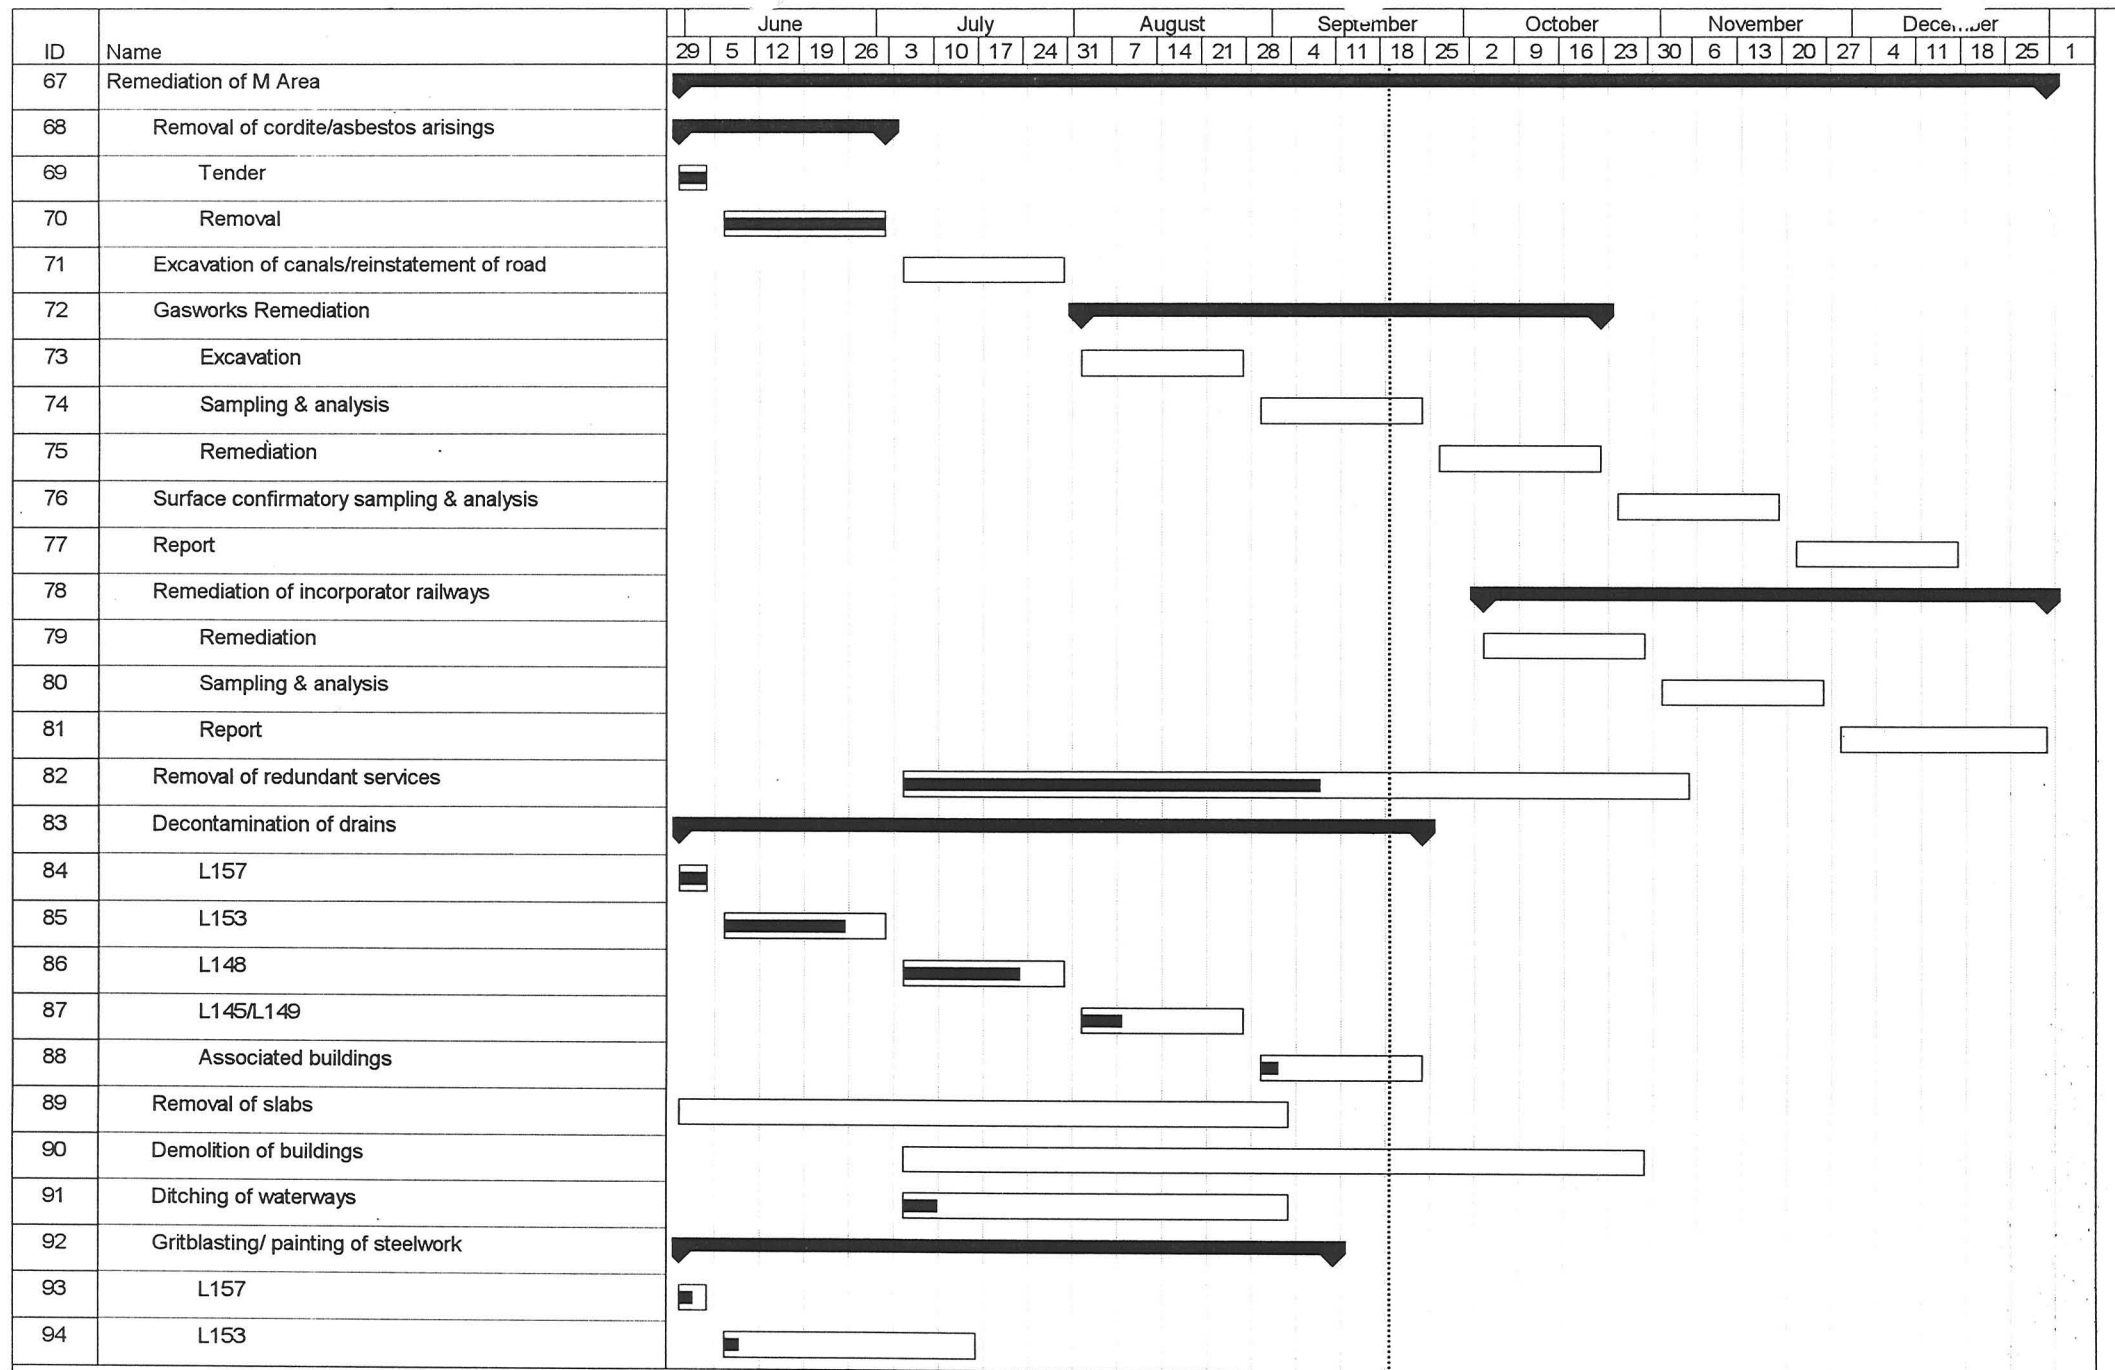 June July August September October November December
ID Name 29 5 12 19 26 3 10 17 24 31 7 14 21 28 4 11 18 25 2 9 16 23 30 6 13 20 27 4 11 18 25 1
67 Remediation of M Area
68 Removal of cordite/asbestos arisings
69 Tender
70 Removal
71 Excavation of canals/reinstatement of road
72 Gasworks Remediation
73 Excavation
74 Sampling & analysis
75 Remediation
76 Surface confirmatory sampling & analysis
77 Report
78 Remediation of incorporator railways
79 Remediation
80 Sampling & analysis
81 Report
82 Removal of redundant services
83 Decontamination of drains
84 L157
85 L153
86 L148
87 L145/L149
88 Associated buildings
89 Removal of slabs
90 Demolition of buildings
91 Ditching of waterways
92 Gritblasting/ painting of steelwork
93 L157
94 L153